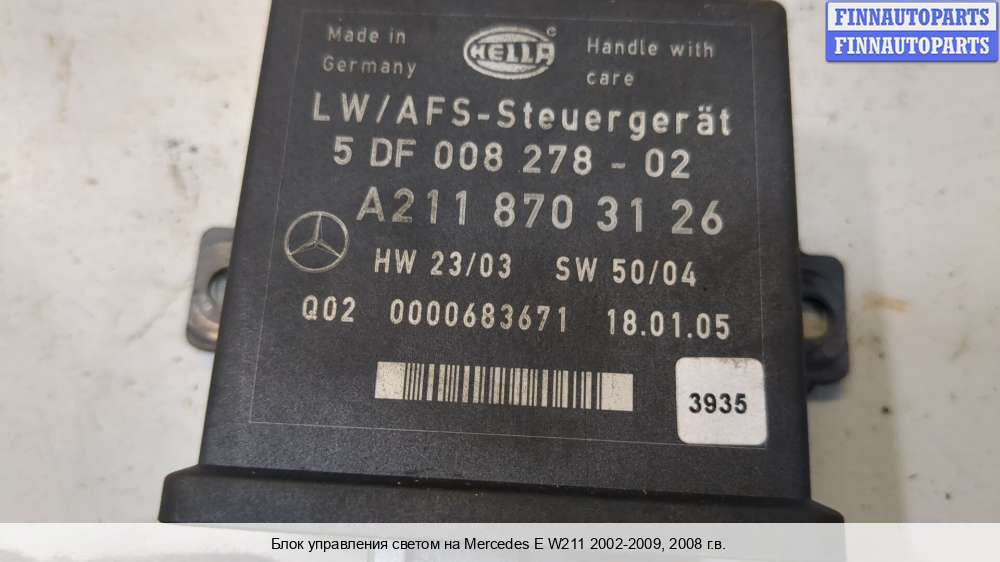 FINNAUTOPARTS
FINNAUTOPARTS
Made in
Germany
HELLA
©
Handle with
care
LW/AFS-Steuergerät
5 DF 008 278 - 02
A211 870 31 26
HW 23/03 SW 50/04
Q02 0000683671 18.01.05
3935
Блок управления светом на Mercedes E W211 2002-2009, 2008 г.в.